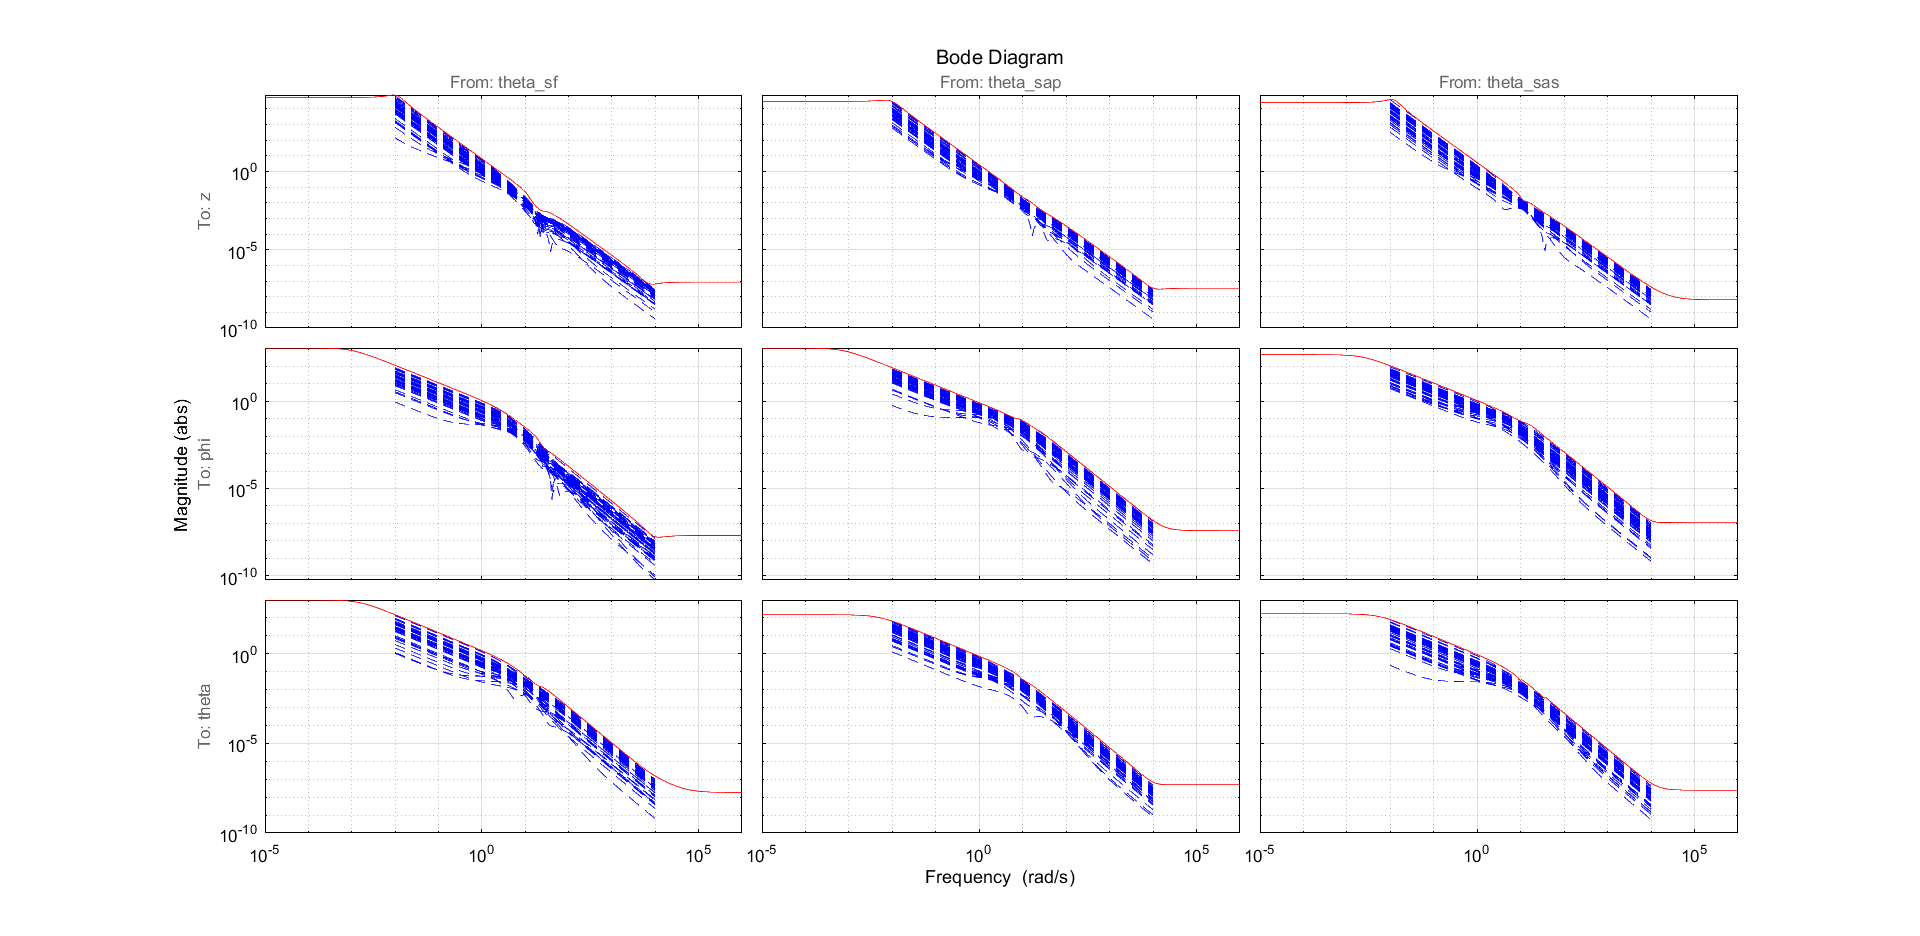 Bode Diagram
From: theta_sf
From: theta_sap
From: theta_sas
Magnitude (abs)
To: z
10^0
10^-5
10^-10
To: phi
10^0
10^-5
10^-10
To: theta
10^0
10^-5
10^-10
10^-5
10^0
10^5
10^-5
10^0
10^5
10^-5
10^0
10^5
Frequency (rad/s)